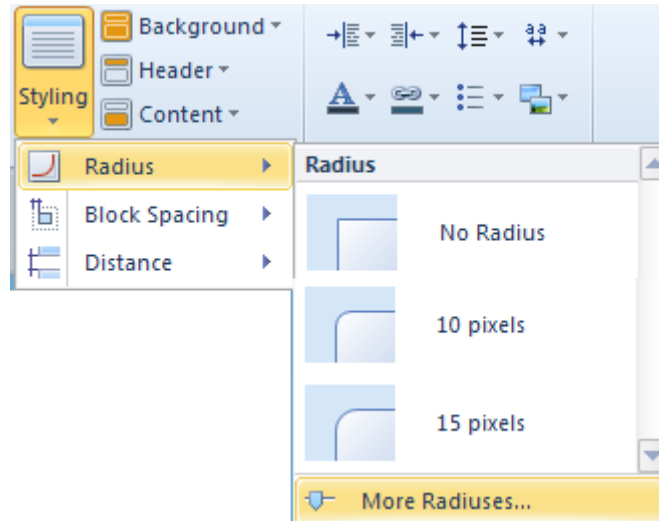 Background
Header
Styling
Content
Radius
Block Spacing
Distance
Radius
No Radius
10 pixels
15 pixels
More Radiuses...